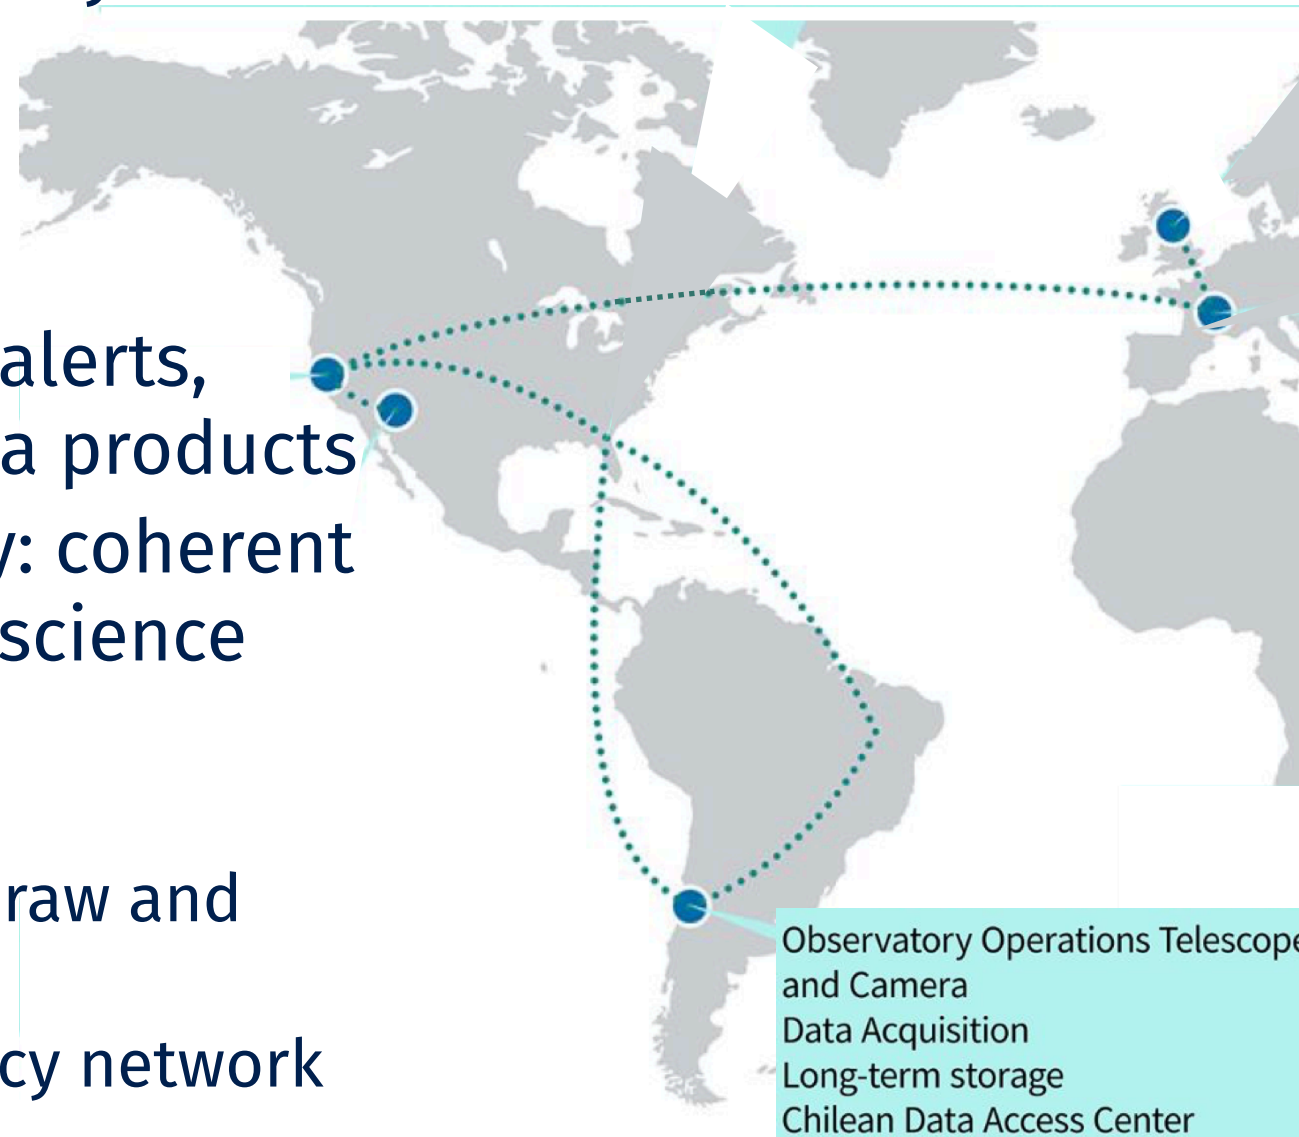 alerts,
a products
y: coherent
science
raw and
cy network
Observatory Operations Telescope
and Camera
Data Acquisition
Long-term storage
Chilean Data Access Center